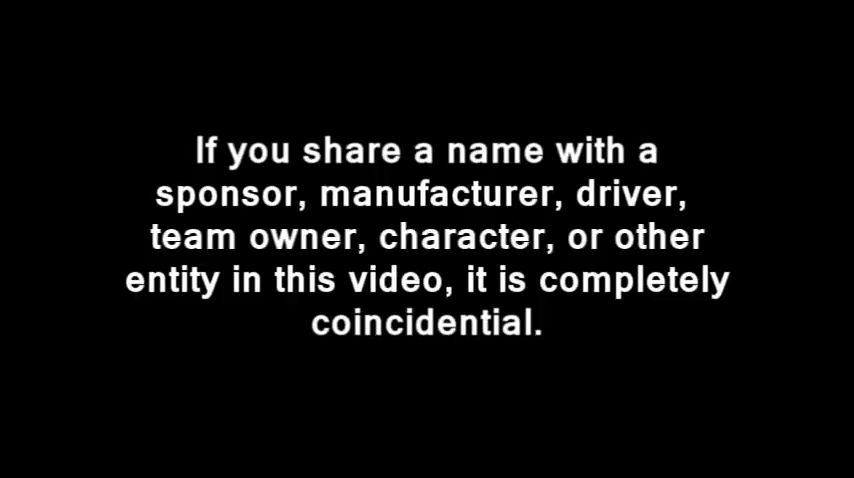 If you share a name with a
sponsor, manufacturer, driver,
team owner, character, or other
entity in this video, it is completely
coincidential.